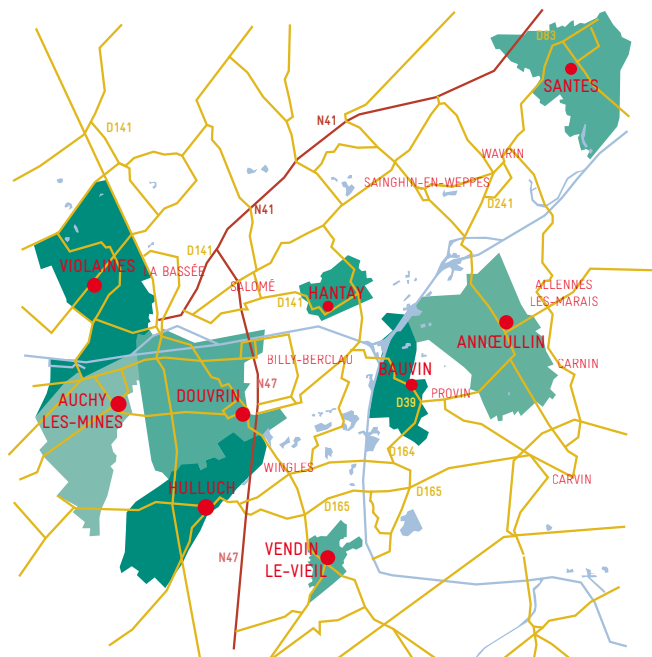 D83
SANTES
N41
D141
WAVRIN
SAINGHIN-EN-WEPPES
D241
N41
D141
VIOLAINES
LA BASSÉE
SALOMÉ
HANTAY
D141
ALLENNES
LES-MARAIS
ANNŒULLIN
BILLY-BERCLAU
BAUVIN
CARNIN
N47
DOUVRIN
AUCHY
LES-MINES
PROVIN
D39
D164
WINGLES
CARVIN
HULLUCH
D165
D165
VENDIN
LE-VIEIL
N47